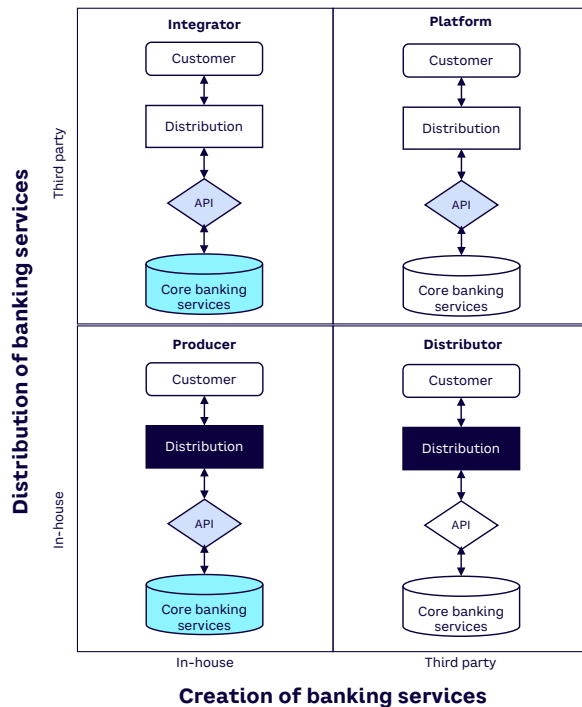 Integrator
Customer
Distribution
API
Core banking
services
Platform
Customer
Distribution
API
Core banking
services
Producer
Customer
Distribution
API
Core banking
services
Distributor
Customer
Distribution
API
Core banking
services
Distribution of banking services
Third party
In-house
In-house
Third party
Creation of banking services